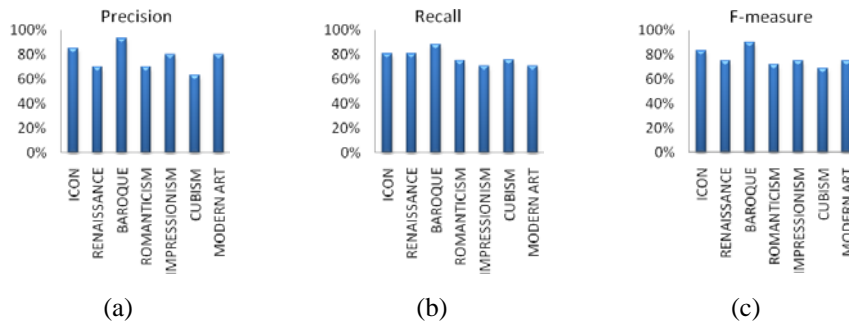 Precision
100%
80%
60%
40%
20%
0%
ICON
RENAISSANCE
BAROQUE
ROMANTICISM
IMPRESSIONISM
CUBISM
MODERN ART
(a)
Recall
100%
80%
60%
40%
20%
0%
ICON
RENAISSANCE
BAROQUE
ROMANTICISM
IMPRESSIONISM
CUBISM
MODERN ART
(b)
F-measure
100%
80%
60%
40%
20%
0%
ICON
RENAISSANCE
BAROQUE
ROMANTICISM
IMPRESSIONISM
CUBISM
MODERN ART
(c)